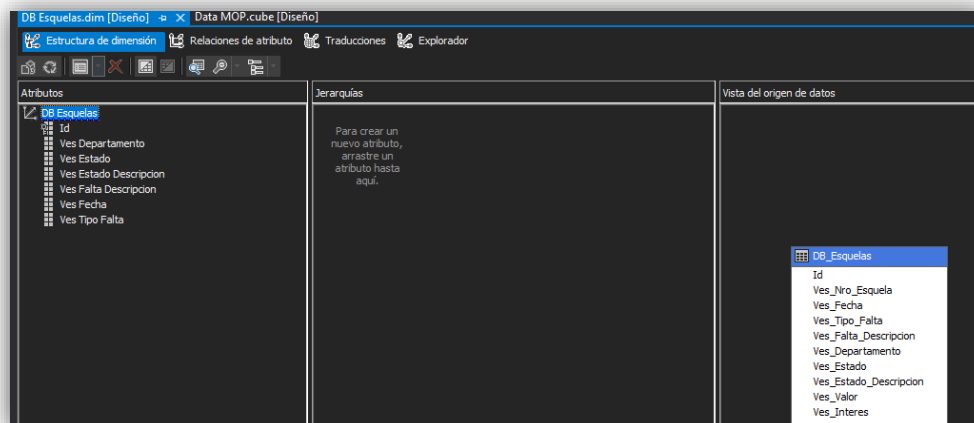 DB Esquelas.dim [Diseño]
Data MOP.cube [Diseño]
Estructura de dimensión
Relaciones de atributo
Traducciones
Explorador
Atributos
DB Esquelas
Id
Ves Departamento
Ves Estado
Ves Estado Descripcion
Ves Falta Descripcion
Ves Fecha
Ves Tipo Falta
Jerarquías
Para crear un
nuevo atributo,
arrastre un
atributo hasta
aquí.
Vista del origen de datos
DB_Esquelas
Id
Ves_Nro_Esquela
Ves_Fecha
Ves_Tipo_Falta
Ves_Falta_Descripcion
Ves_Departamento
Ves_Estado
Ves_Estado_Descripcion
Ves_Valor
Ves_Interes